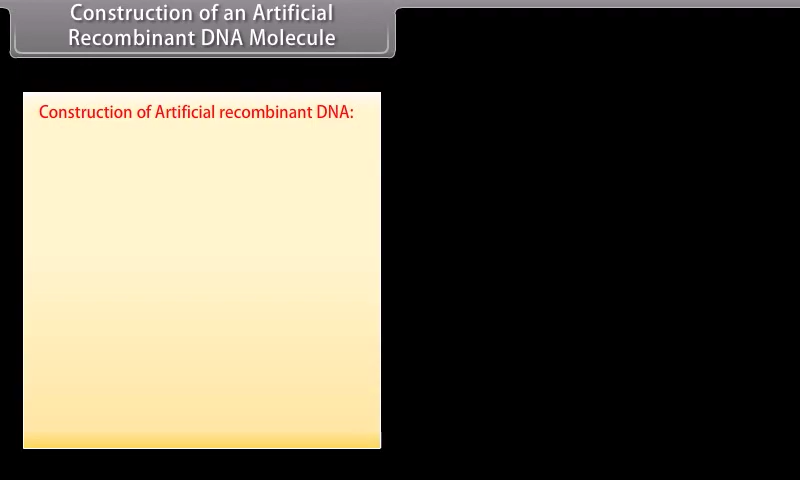 Construction of an Artificial
Recombinant DNA Molecule
Construction of Artificial recombinant DNA: